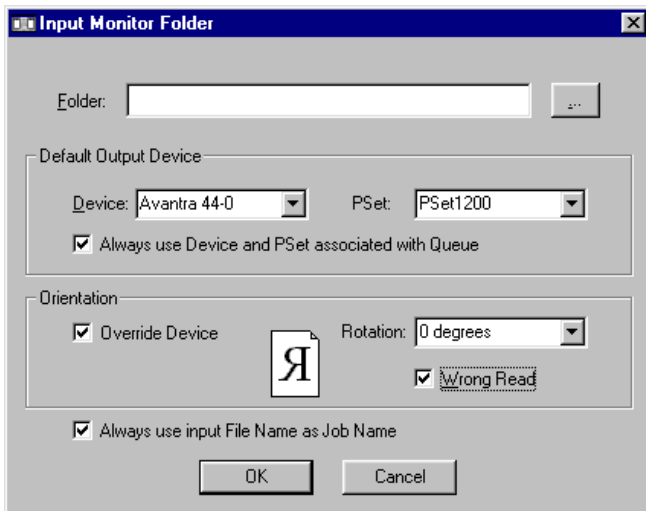 Input Monitor Folder
Folder: ...
Default Output Device
Device: Avantra 44-0 PSet: PSet1200
Always use Device and PSet associated with Queue
Orientation
Override Device Rotation: 0 degrees
Я
Wrong Read
Always use input File Name as Job Name
OK Cancel